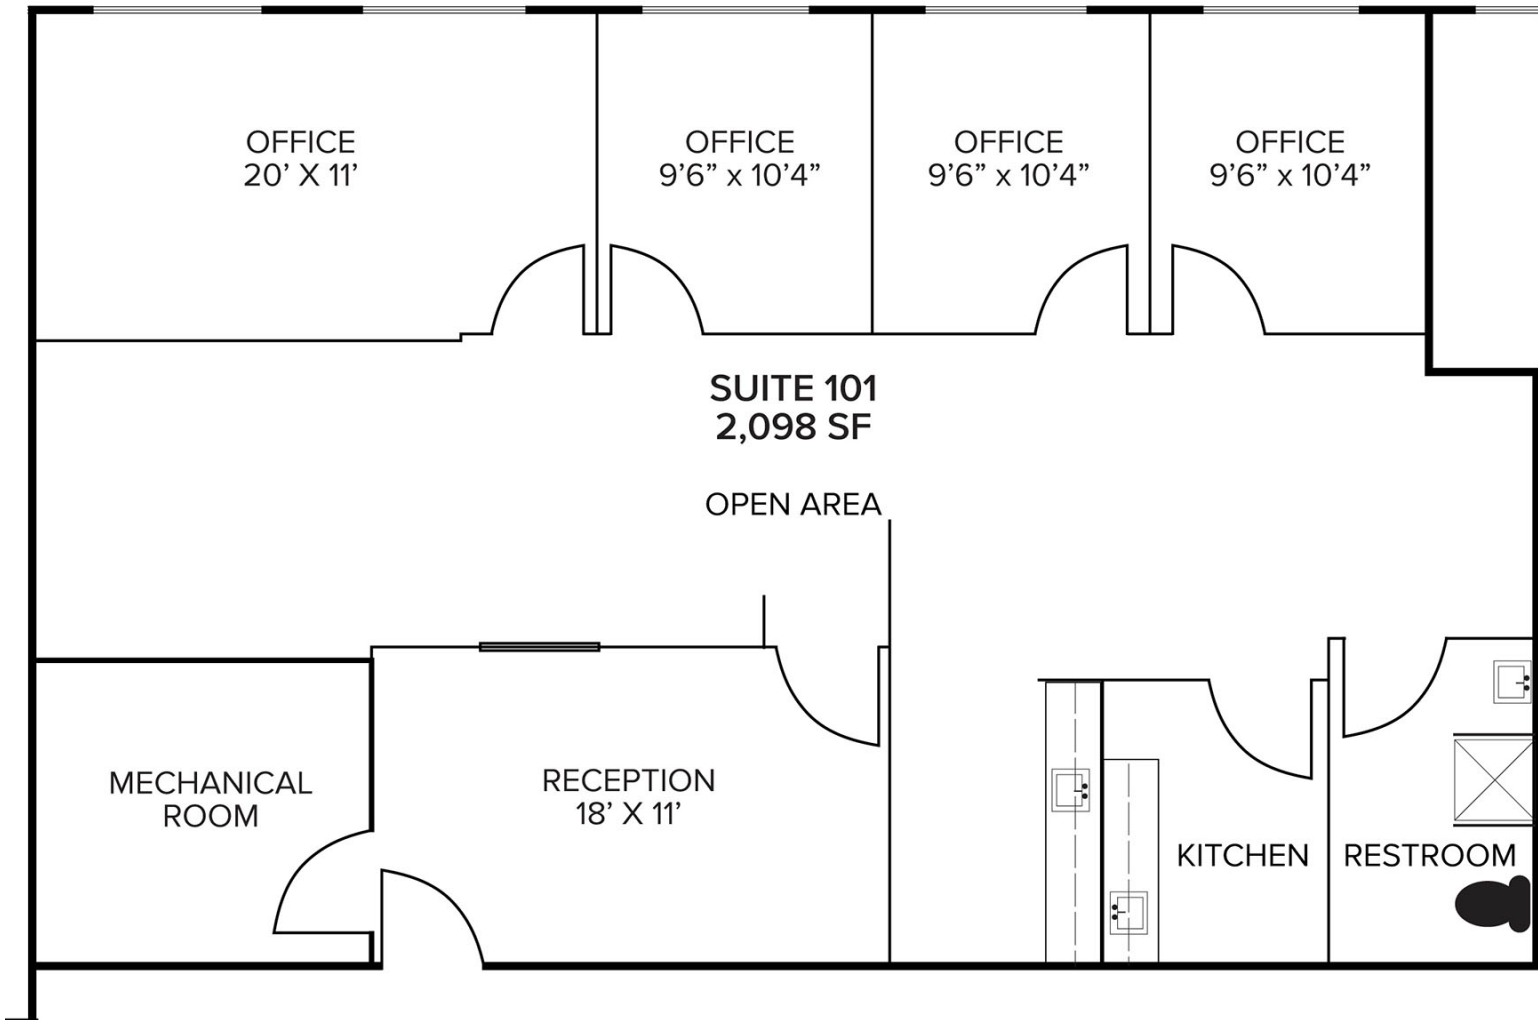 OFFICE
20’ X 11’
OFFICE
9’6” x 10’4”
OFFICE
9’6” x 10’4”
OFFICE
9’6” x 10’4”
SUITE 101
2,098 SF
OPEN AREA
MECHANICAL
ROOM
RECEPTION
18’ X 11’
KITCHEN
RESTROOM